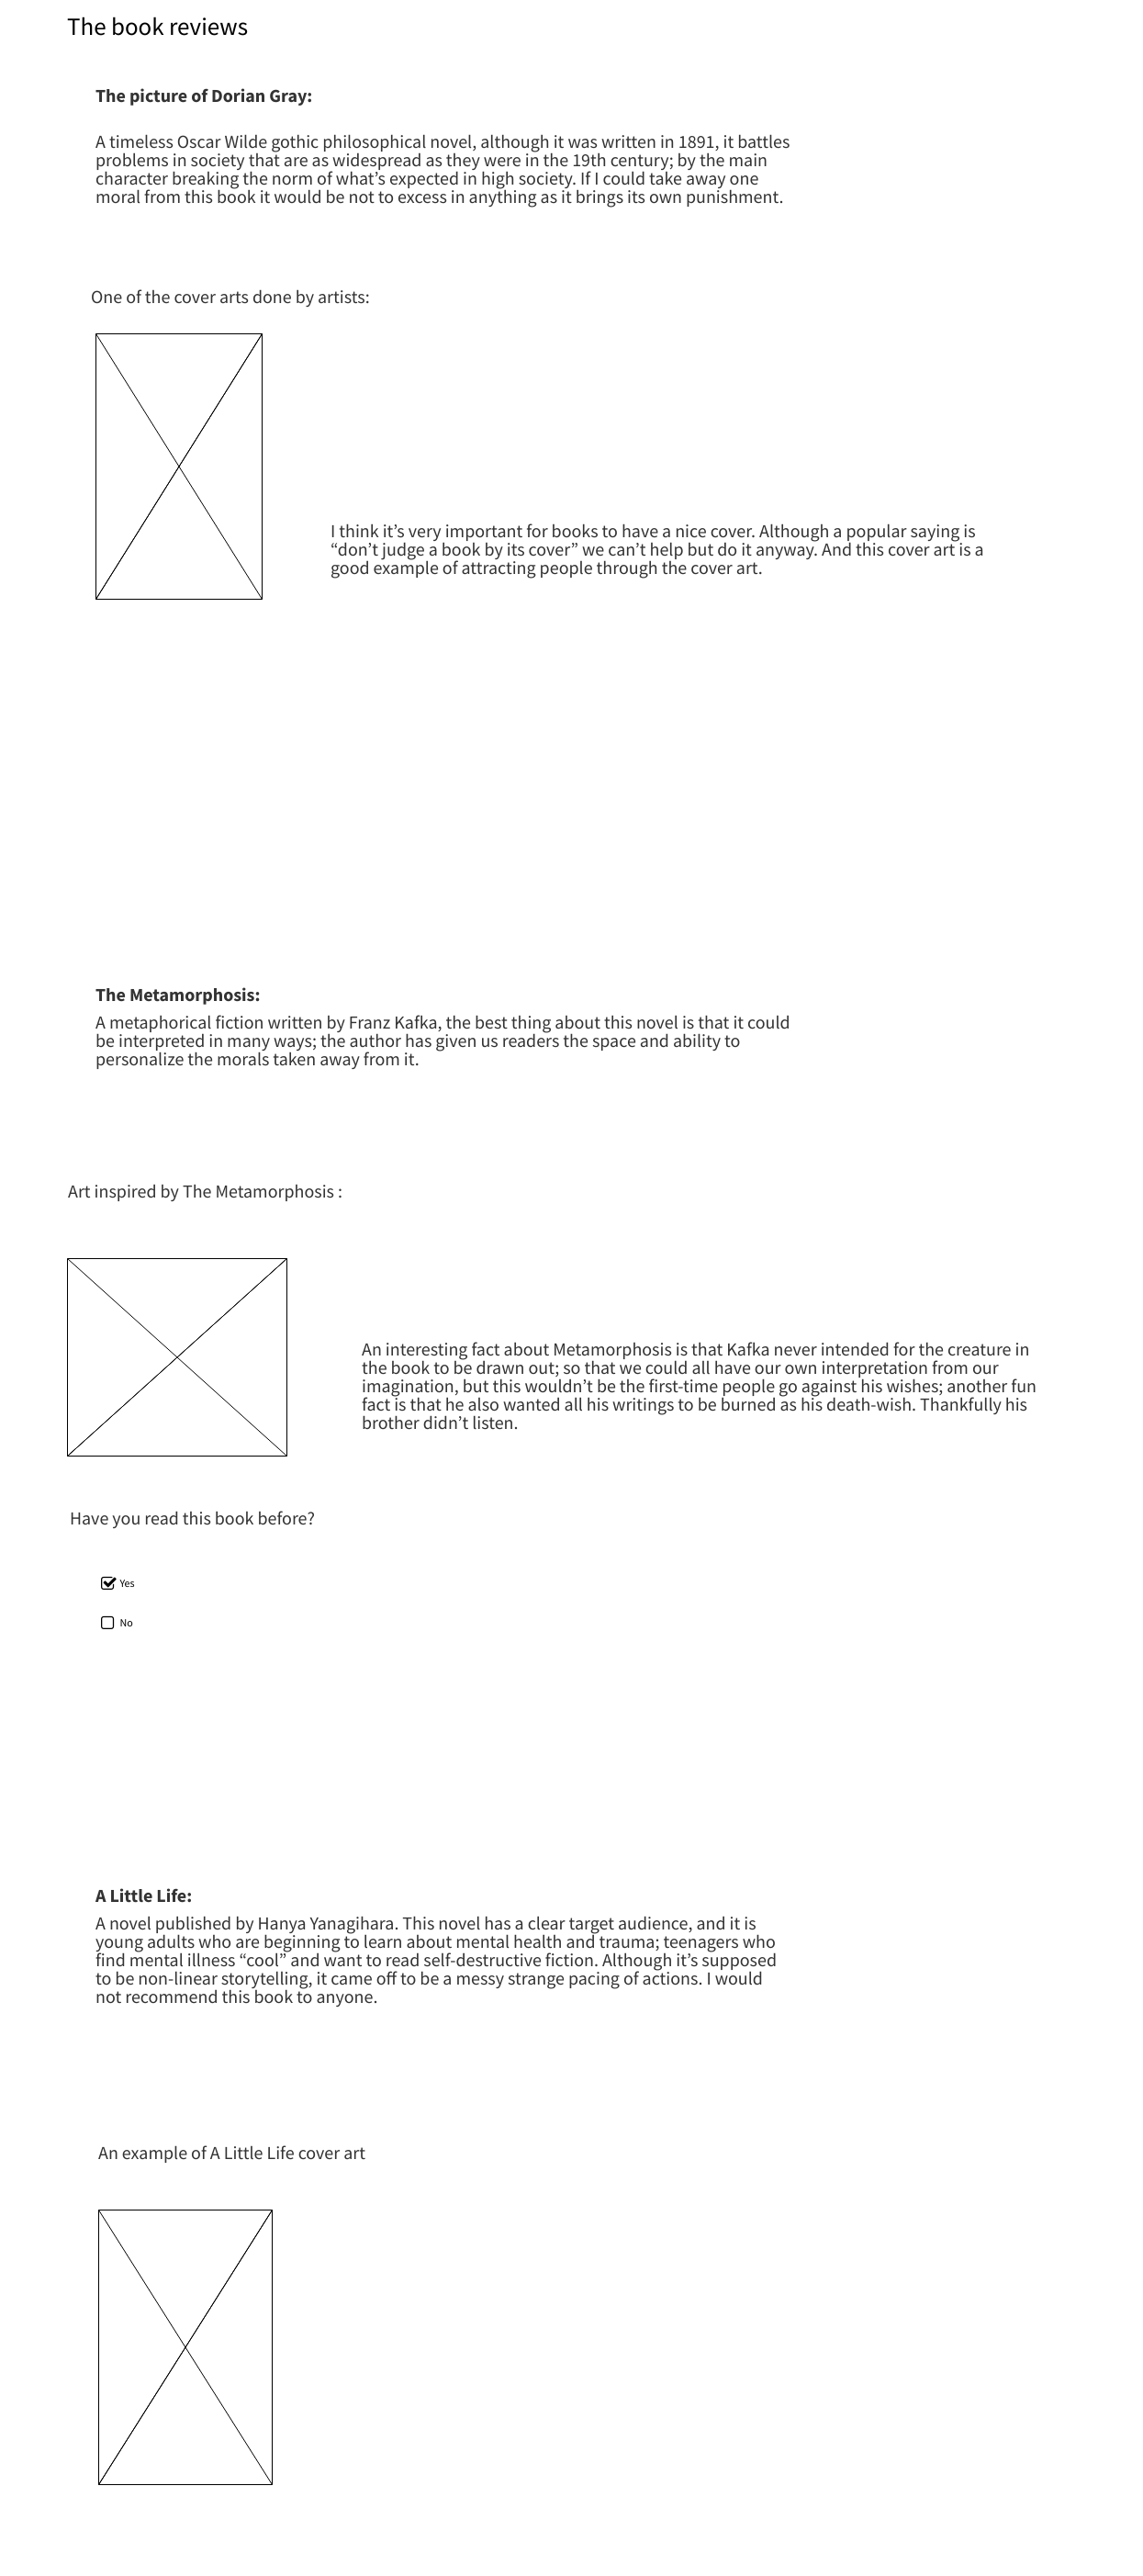 The book reviews
The picture of Dorian Gray:
A timeless Oscar Wilde gothic philosophical novel, although it was written in 1891, it battles
problems in society that are as widespread as they were in the 19th century; by the main
character breaking the norm of what’s expected in high society. If I could take away one
moral from this book it would be not to excess in anything as it brings its own punishment.
One of the cover arts done by artists:
I think it’s very important for books to have a nice cover. Although a popular saying is
“don’t judge a book by its cover” we can’t help but do it anyway. And this cover art is a
good example of attracting people through the cover art.
The Metamorphosis:
A metaphorical fiction written by Franz Kafka, the best thing about this novel is that it could
be interpreted in many ways; the author has given us readers the space and ability to
personalize the morals taken away from it.
Art inspired by The Metamorphosis :
An interesting fact about Metamorphosis is that Kafka never intended for the creature in
the book to be drawn out; so that we could all have our own interpretation from our
imagination, but this wouldn’t be the first-time people go against his wishes; another fun
fact is that he also wanted all his writings to be burned as his death-wish. Thankfully his
brother didn’t listen.
Have you read this book before?
Yes
No
A Little Life:
A novel published by Hanya Yanagihara. This novel has a clear target audience, and it is
young adults who are beginning to learn about mental health and trauma; teenagers who
find mental illness “cool” and want to read self-destructive fiction. Although it’s supposed
to be non-linear storytelling, it came off to be a messy strange pacing of actions. I would
not recommend this book to anyone.
An example of A Little Life cover art